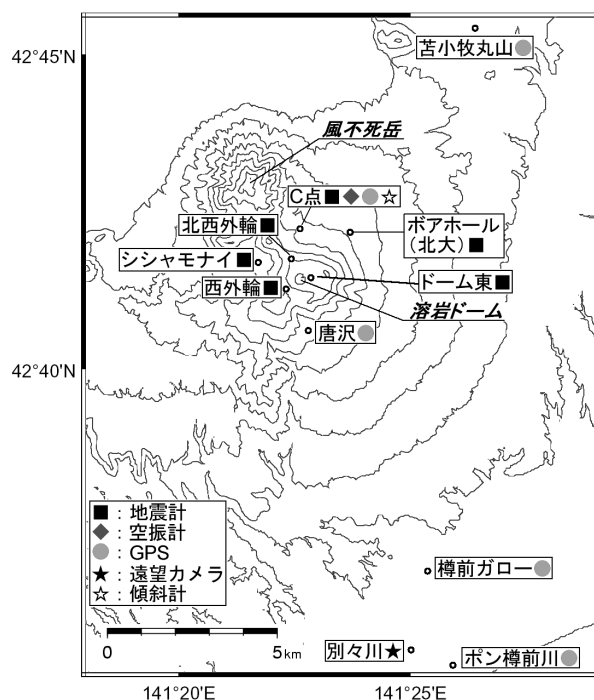 42°45'N
苫小牧丸山
風不死岳
C点
北西外輪
ボアホール
(北大)
シシャモナイ
ドーム東
西外輪
溶岩ドーム
唐沢
42°40'N
：地震計
：空振計
：GPS
：遠望カメラ
：傾斜計
樽前ガロー
0 5km
別々川
ポン樽前川
141°20'E 141°25'E